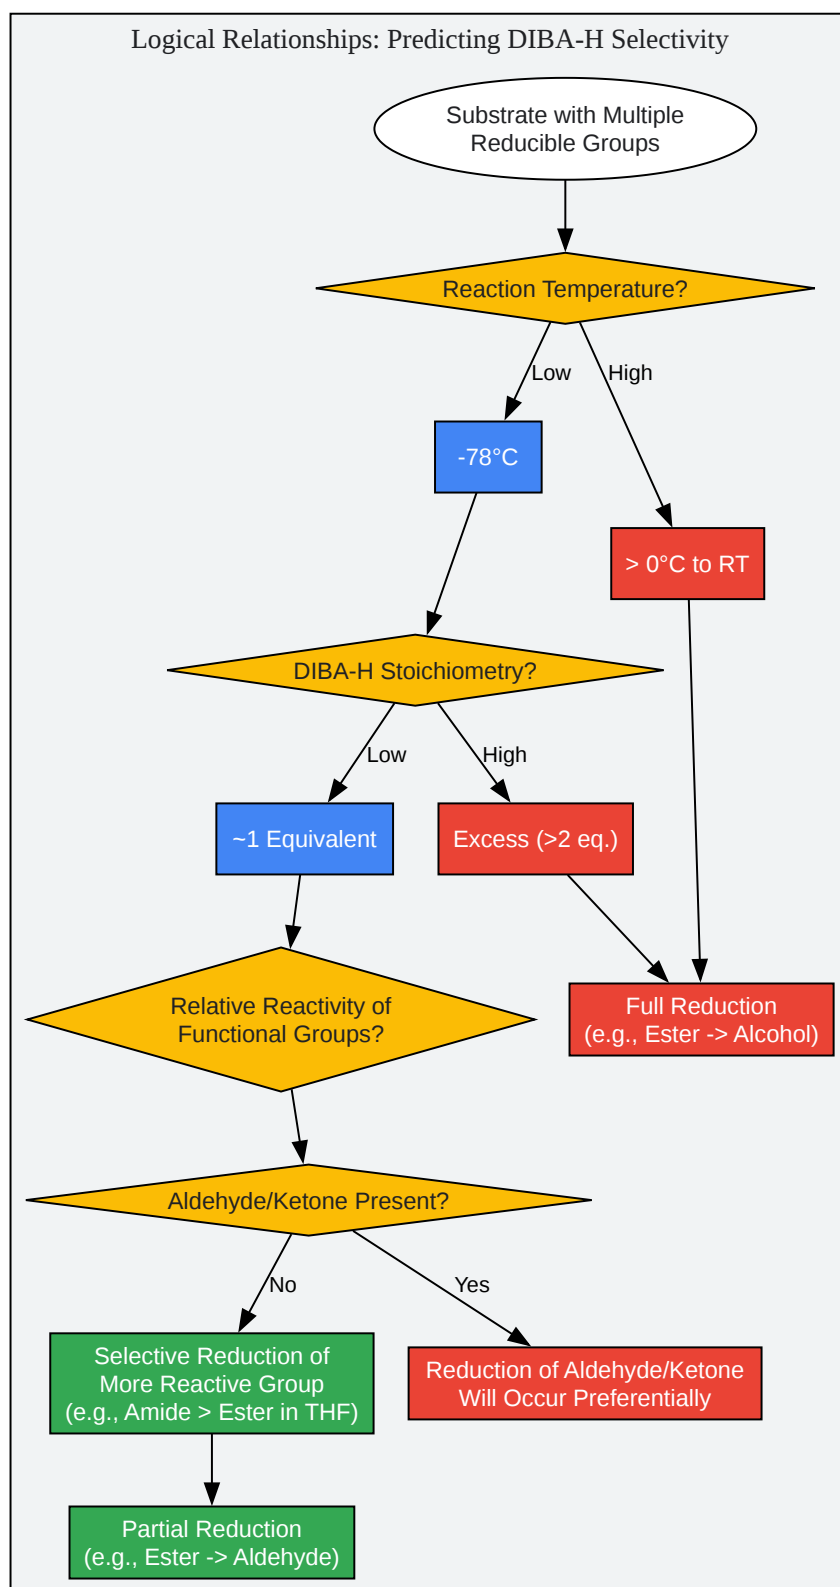 Logical Relationships: Predicting DIBA-H Selectivity
Substrate with Multiple
Reducible Groups
Reaction Temperature?
Low
High
-78°C
> 0°C to RT
DIBA-H Stoichiometry?
Low
High
~1 Equivalent
Excess (>2 eq.)
Relative Reactivity of
Functional Groups?
Full Reduction
(e.g., Ester -> Alcohol)
Aldehyde/Ketone Present?
No
Yes
Selective Reduction of
More Reactive Group
(e.g., Amide > Ester in THF)
Reduction of Aldehyde/Ketone
Will Occur Preferentially
Partial Reduction
(e.g., Ester -> Aldehyde)